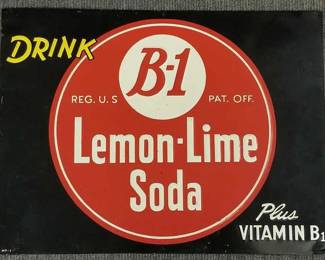 DRINK
B-1
REG. U.S PAT. OFF.
Lemon-Lime
Soda
Plus
VITAMIN B1